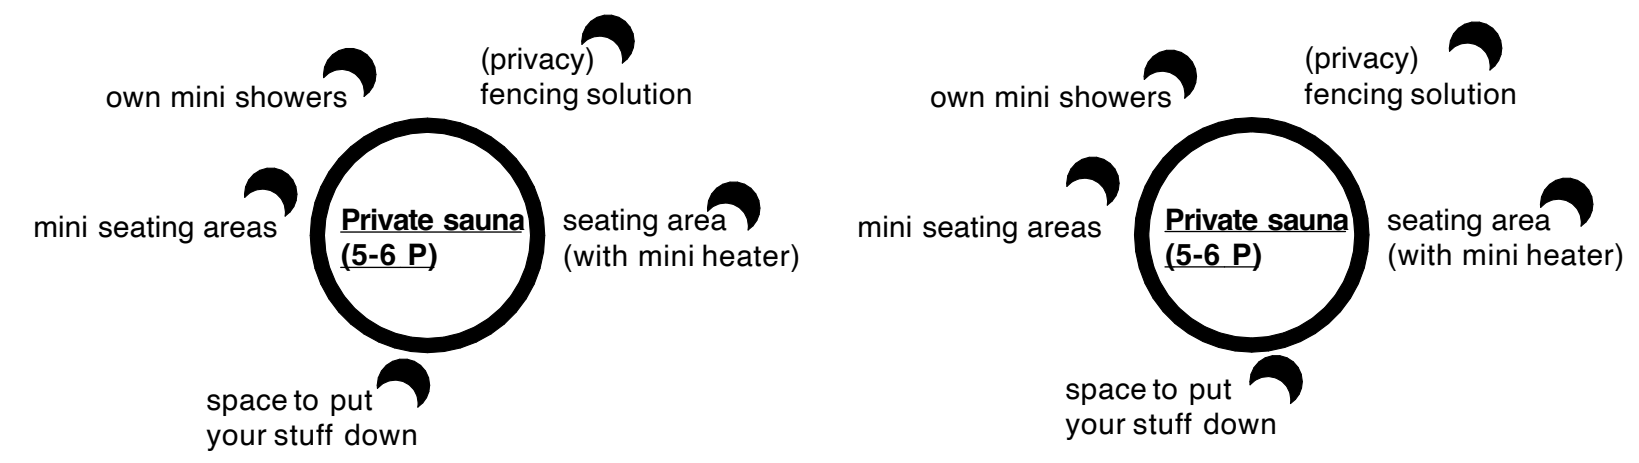 (privacy)
fencing solution
own mini showers
mini seating areas
Private sauna
(5-6 P)
seating area
(with mini heater)
space to put
your stuff down
(privacy)
fencing solution
own mini showers
mini seating areas
Private sauna
(5-6 P)
seating area
(with mini heater)
space to put
your stuff down